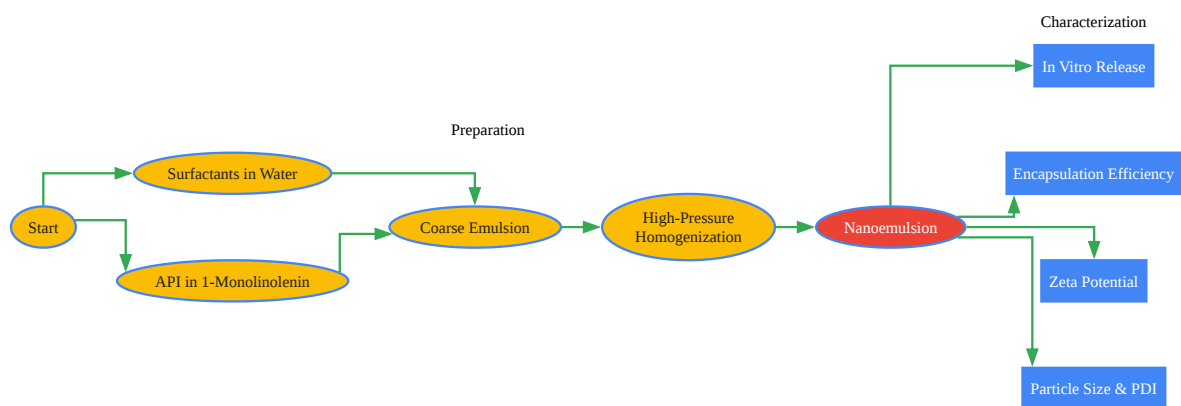 Characterization
In Vitro Release
Preparation
Surfactants in Water
Encapsulation Efficiency
Start
Coarse Emulsion
High-Pressure
Homogenization
Nanoemulsion
API in 1-Monolinolenin
Zeta Potential
Particle Size & PDI